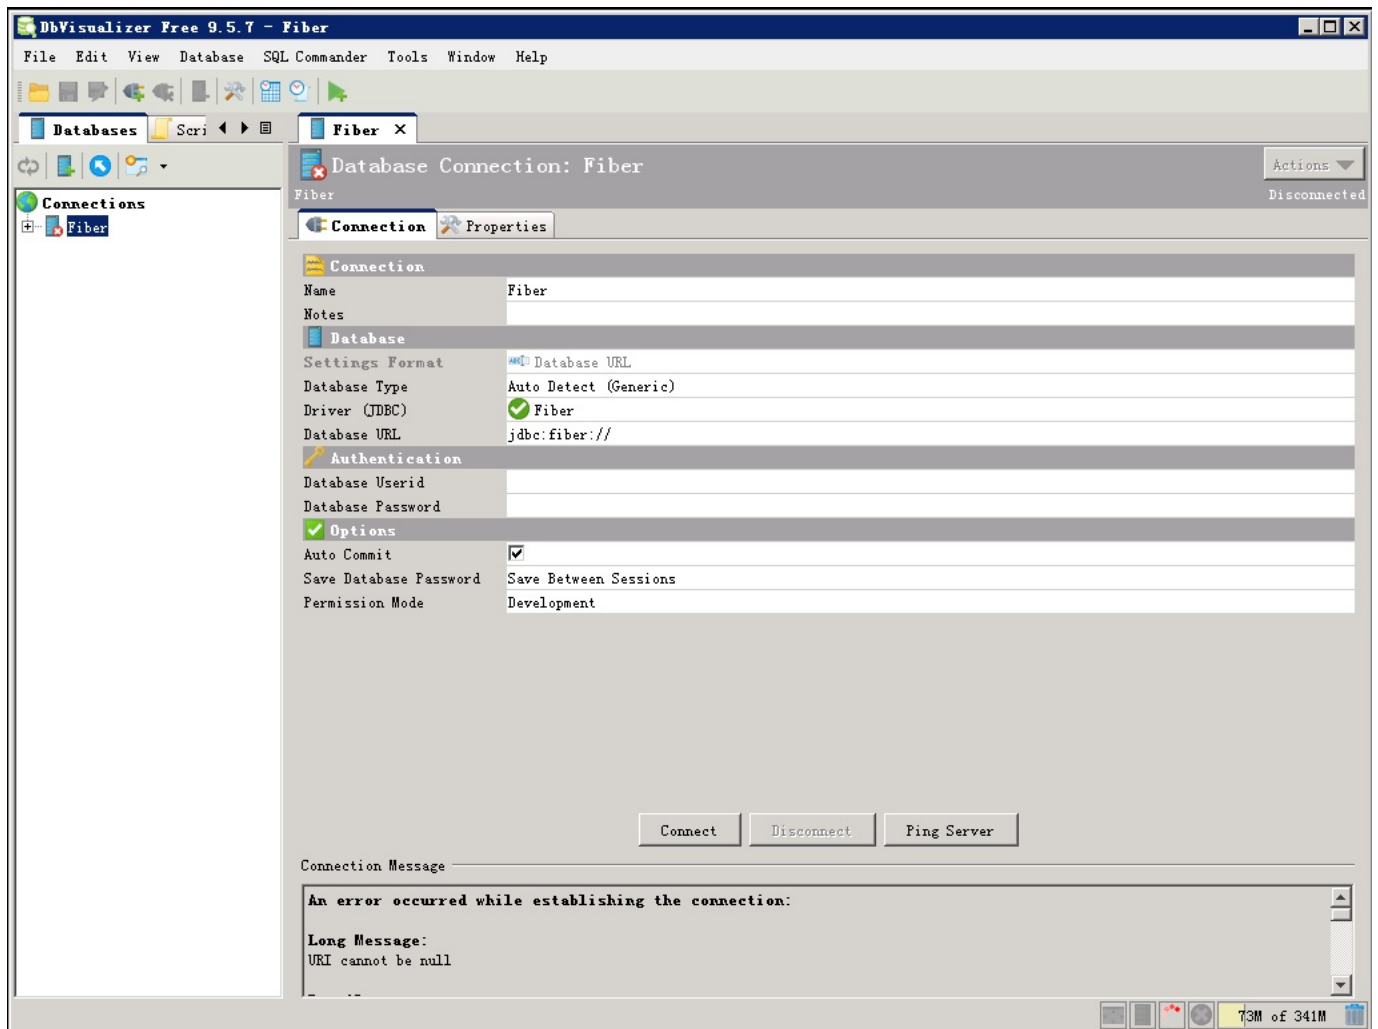 DbVisualizer Free 9.5.7 - Fiber
File Edit View Database SQL Commander Tools Window Help
Databases Scri Fiber X
Database Connection: Fiber Actions
Fiber Disconnected
Connections
Fiber
Connection Properties
Connection
Name Fiber
Notes
Database
Settings Format Database URL
Database Type Auto Detect (Generic)
Driver (JDBC) Fiber
Database URL jdbc:fiber://
Authentication
Database Userid
Database Password
Options
Auto Commit
Save Database Password Save Between Sessions
Permission Mode Development
Connect Disconnect Ping Server
Connection Message
An error occurred while establishing the connection:
Long Message:
URI cannot be null
73M of 341M